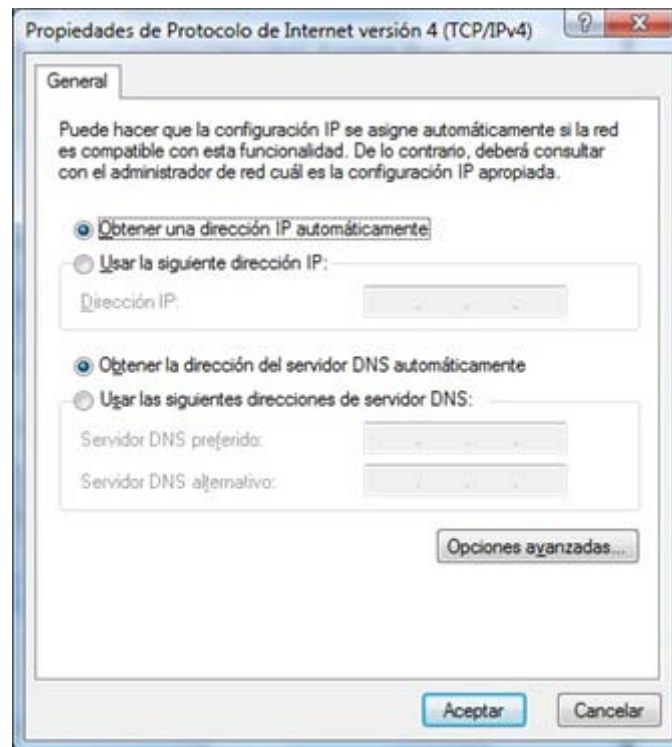 Propiedades de Protocolo de Internet versión 4 (TCP/IPv4)
General
Puede hacer que la configuración IP se asigne automáticamente si la red
es compatible con esta funcionalidad. De lo contrario, deberá consultar
con el administrador de red cuál es la configuración IP apropiada.
Obtener una dirección IP automáticamente
Usar la siguiente dirección IP:
Dirección IP:
Obtener la dirección del servidor DNS automáticamente
Usar las siguientes direcciones de servidor DNS:
Servidor DNS preferido:
Servidor DNS alternativo:
Opciones avanzadas...
Aceptar Cancelar